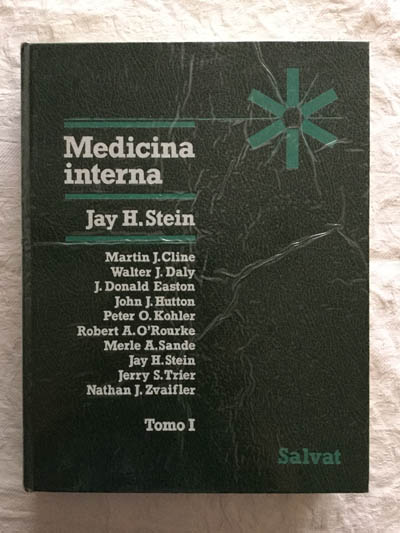 Medicina
interna
Jay H. Stein
Martin J. Cline
Walter J. Daly
J. Donald Easton
John J. Hutton
Peter O. Kohler
Robert A. O'Rourke
Merle A. Sande
Jay H. Stein
Jerry S. Trier
Nathan J. Zvaifler
Tomo I
Salvat